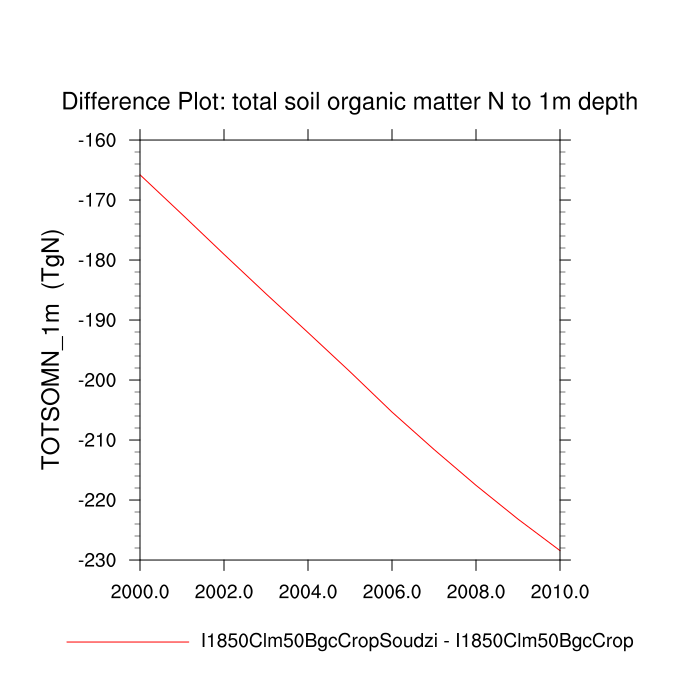 Difference Plot: total soil organic matter N to 1m depth
TOTSOMN_1m (TgN)
-160
-170
-180
-190
-200
-210
-220
-230
2000.0 2002.0 2004.0 2006.0 2008.0 2010.0
I1850Clm50BgcCropSoudzi - I1850Clm50BgcCrop